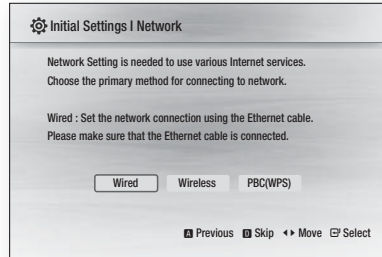 Initial Settings I Network
Network Setting is needed to use various Internet services.
Choose the primary method for connecting to network.
Wired : Set the network connection using the Ethernet cable.
Please make sure that the Ethernet cable is connected.
Wired Wireless PBC(WPS)
A Previous D Skip ◄► Move Select